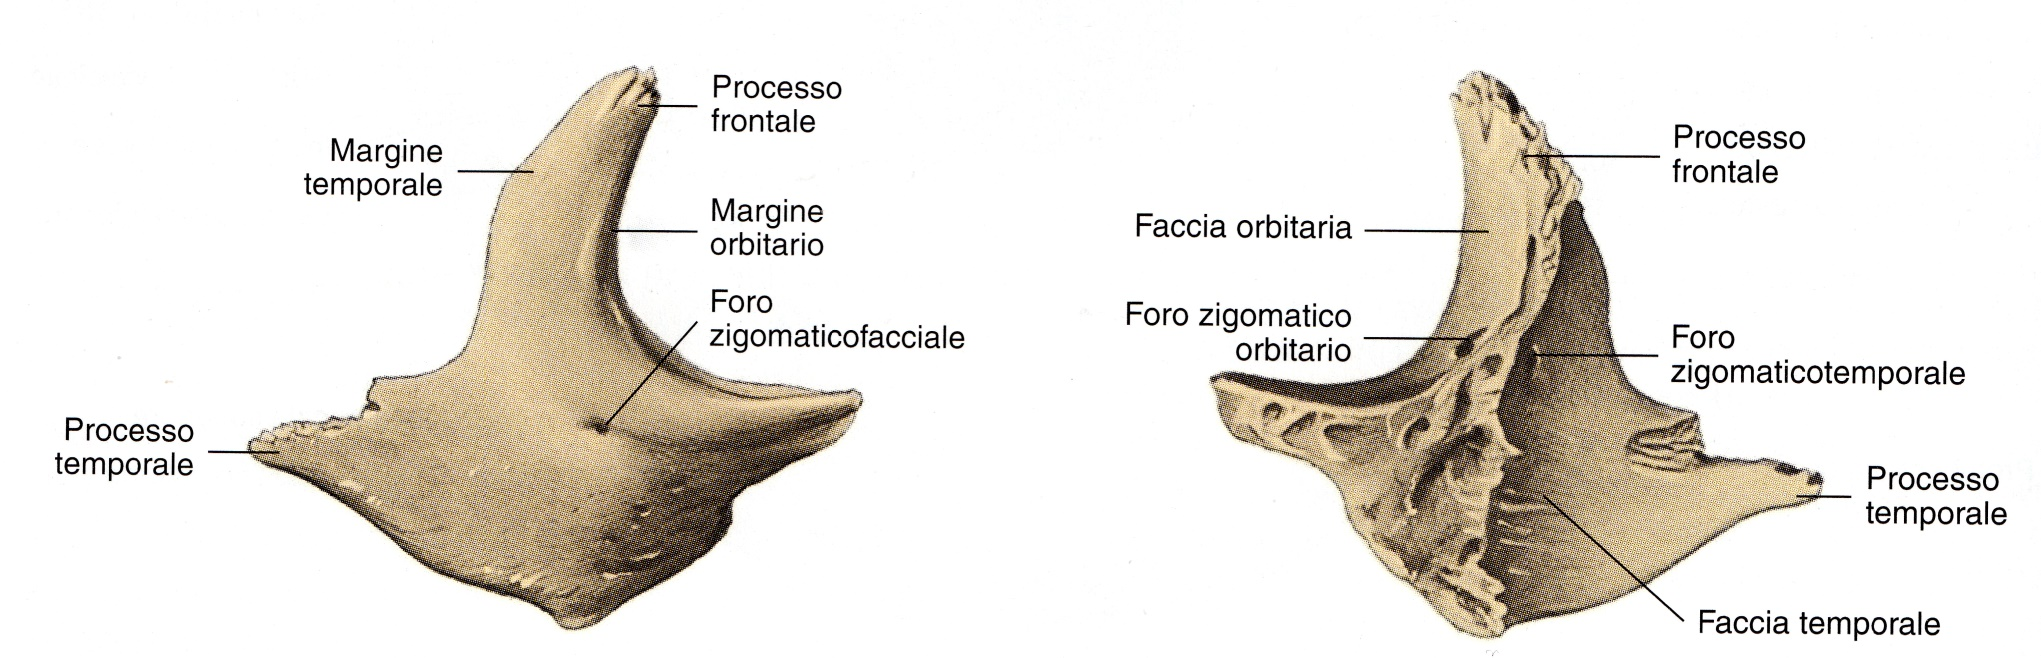 Processo
frontale
Margine
temporale
Margine
orbitario
Foro
zigomaticofacciale
Processo
temporale
Processo
frontale
Faccia orbitaria
Foro zigomatico
orbitario
Foro
zigomaticotemporale
Processo
temporale
Faccia temporale